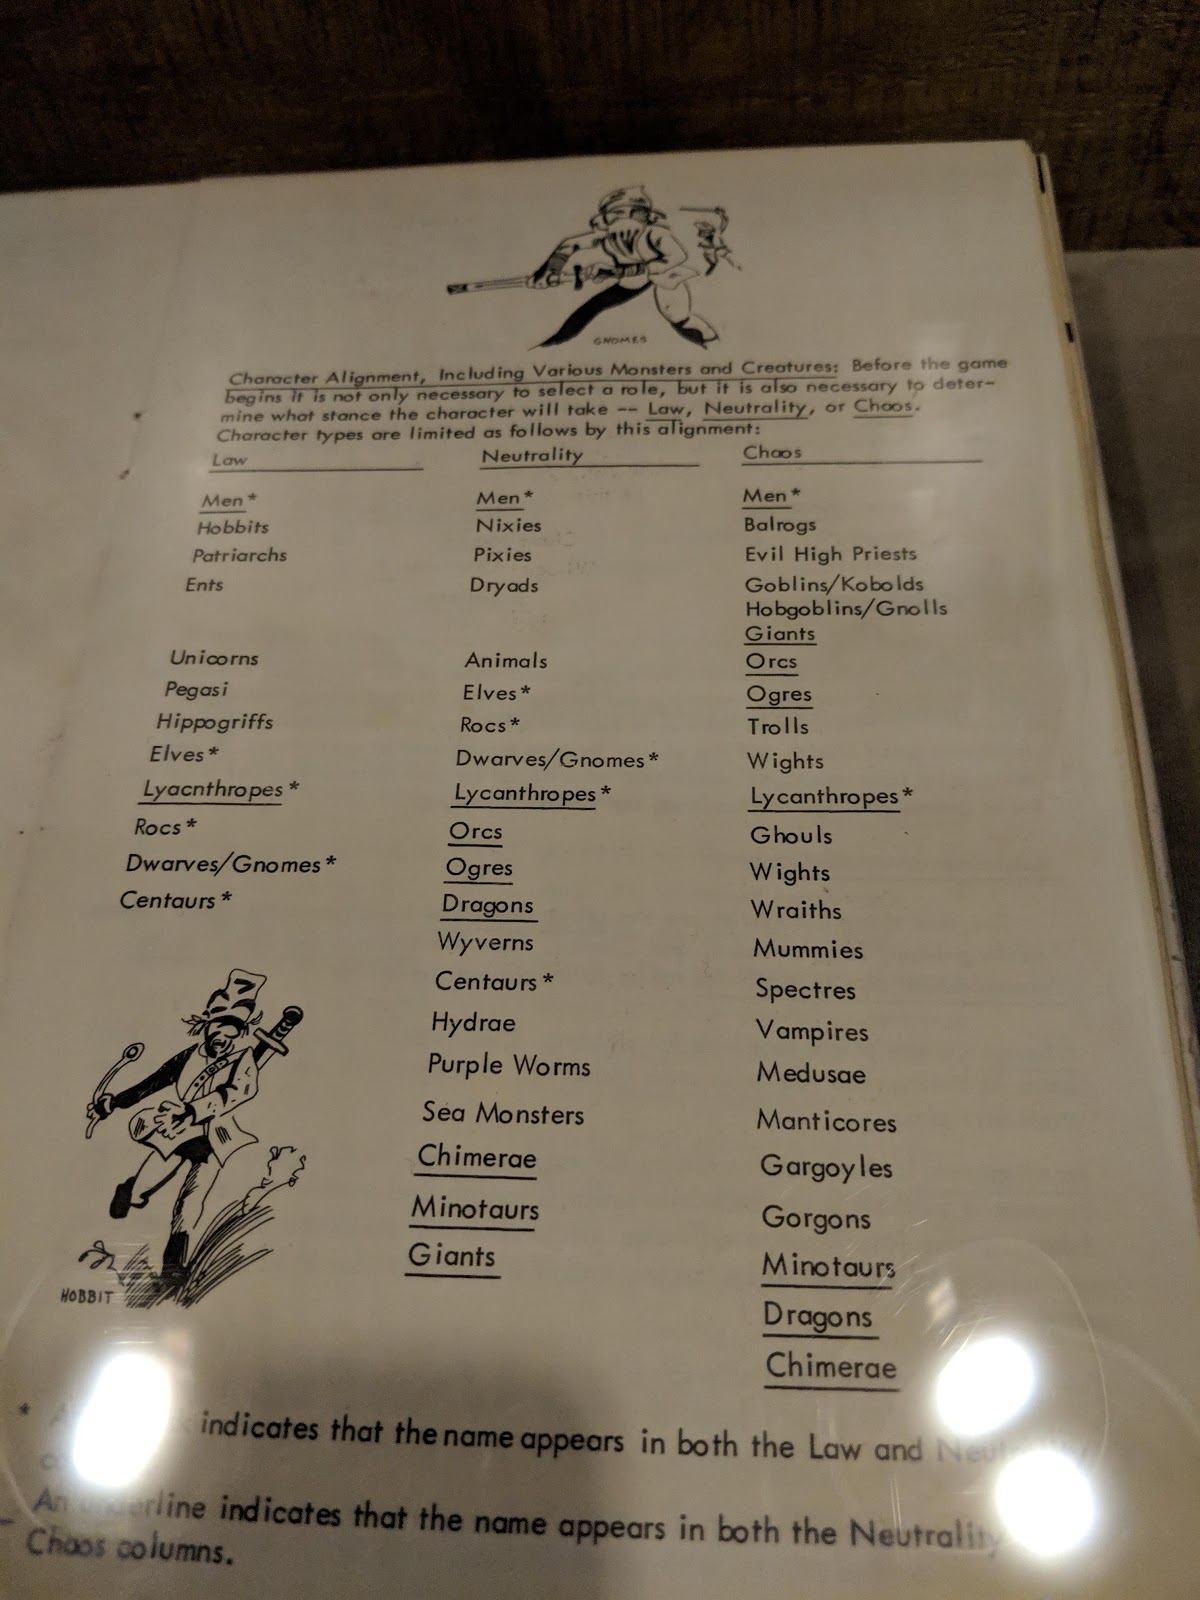 GNOMES
Character Alignment, Including Various Monsters and Creatures: Before the game
begins it is not only necessary to select a role, but it is also necessary to deter-
mine what stance the character will take -- Law, Neutrality, or Chaos.
Character types are limited as follows by this alignment:
Law Neutrality Chaos
Men* Men* Men*
Hobbits Nixies Balrogs
Patriarchs Pixies Evil High Priests
Ents Dryads Goblins/Kobolds
Hobgoblins/Gnolls
Giants
Unicorns Animals Orcs
Pegasi Elves* Ogres
Hippogriffs Rocs* Trolls
Elves* Dwarves/Gnomes* Wights
Lyacnthropes* Lycanthropes* Lycanthropes*
Rocs* Orcs Ghouls
Dwarves/Gnomes* Ogres Wights
Centaurs* Dragons Wraiths
Wyverns Mummies
Centaurs* Spectres
Hydrae Vampires
Purple Worms Medusae
Sea Monsters Manticores
Chimerae Gargoyles
Minotaurs Gorgons
Giants Minotaurs
Dragons
Chimerae
HOBBIT
* indicates that the name appears in both the Law and
An underline indicates that the name appears in both the Neutrality
Chaos columns.